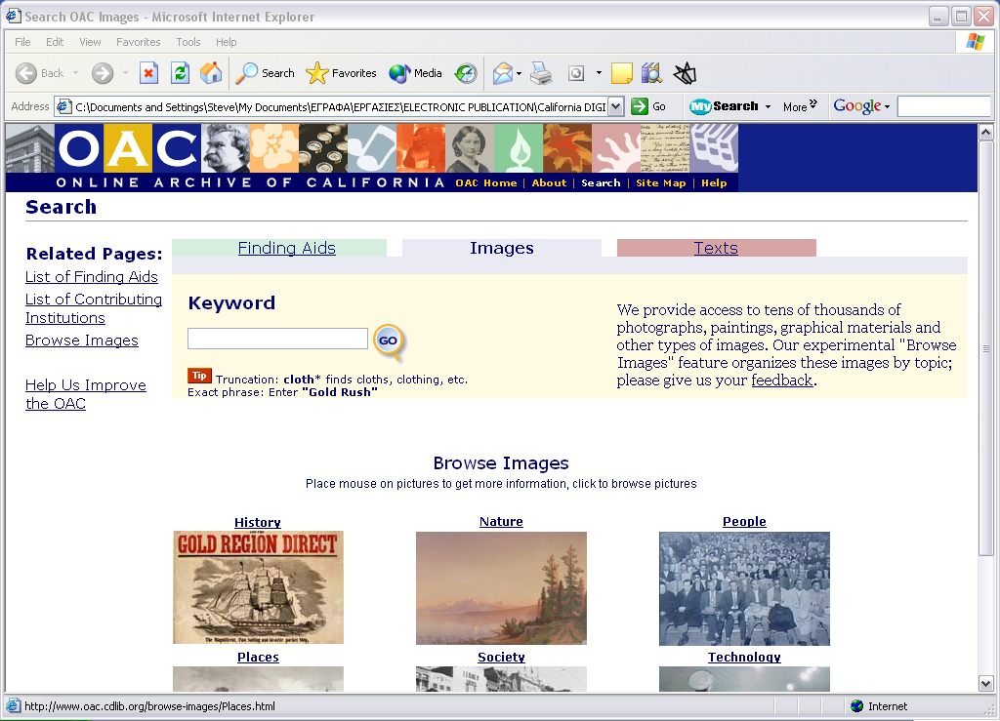 Search OAC Images - Microsoft Internet Explorer
File Edit View Favorites Tools Help
Back Search Favorites Media
Address C:\Documents and Settings\Steve\My Documents\ΕΓΡΑΦΑ\ΕΡΓΑΣΙΕΣ\ELECTRONIC PUBLICATION\California DIGI Go My Search More » Google
OAC
ONLINE ARCHIVE OF CALIFORNIA OAC Home | About | Search | Site Map | Help
Search
Related Pages:
List of Finding Aids
List of Contributing
Institutions
Browse Images
Help Us Improve
the OAC
Finding Aids Images Texts
Keyword
GO
Tip Truncation: cloth* finds cloths, clothing, etc.
Exact phrase: Enter "Gold Rush"
We provide access to tens of thousands of
photographs, paintings, graphical materials and
other types of images. Our experimental "Browse
Images" feature organizes these images by topic;
please give us your feedback.
Browse Images
Place mouse on pictures to get more information, click to browse pictures
History Nature People
GOLD REGION DIRECT
Places Society Technology
http://www.oac.cdlib.org/browse-images/Places.html Internet